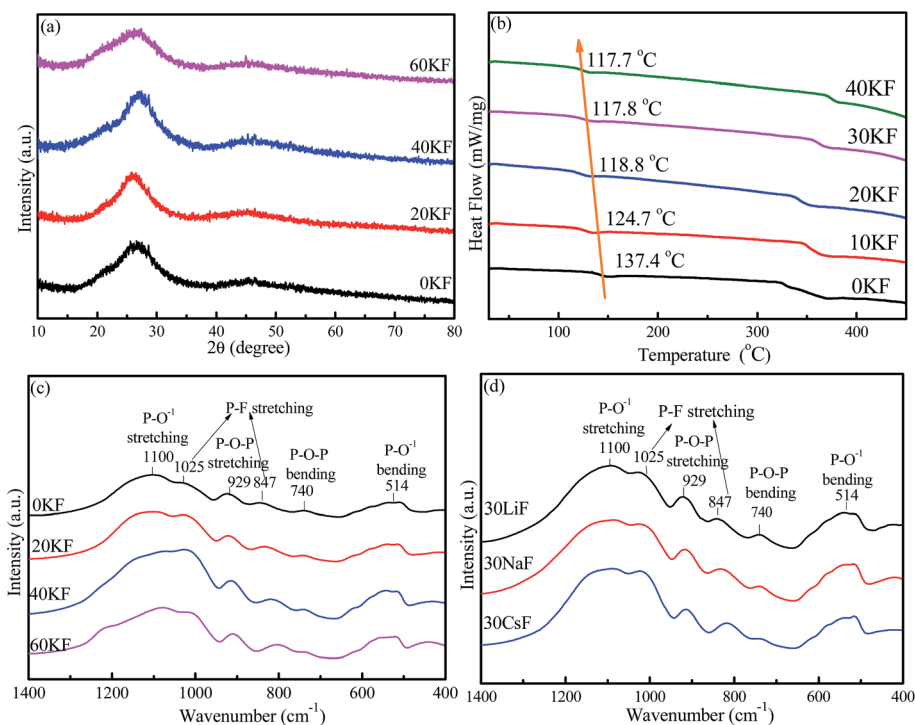 (a)
60KF
40KF
20KF
0KF
Intensity (a.u.)
10 20 30 40 50 60 70 80
2θ (degree)
(b)
117.7 °C
40KF
117.8 °C
30KF
118.8 °C
20KF
124.7 °C
10KF
137.4 °C
0KF
Heat Flow (mW/mg)
100 200 300 400
Temperature (°C)
(c)
P-O⁻¹
stretching
1100
P-F stretching
1025
P-O-P
stretching
929
847
P-O-P
bending
740
P-O⁻¹
bending
514
0KF
20KF
40KF
60KF
Intensity (a.u.)
1400 1200 1000 800 600 400
Wavenumber (cm⁻¹)
(d)
P-O⁻¹
stretching
1100
P-F stretching
1025
P-O-P
stretching
929
847
P-O-P
bending
740
P-O⁻¹
bending
514
30LiF
30NaF
30CsF
Intensity (a.u.)
1400 1200 1000 800 600 400
Wavenumber (cm⁻¹)